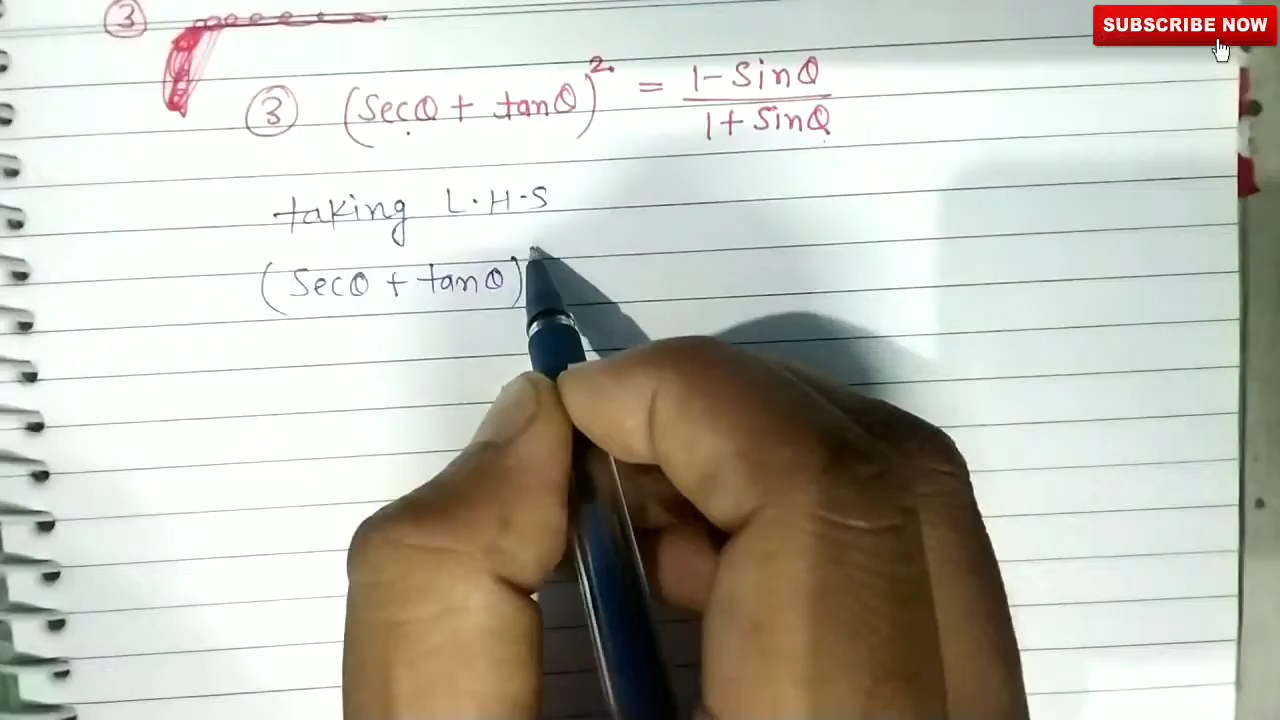 SUBSCRIBE NOW
③
③ (Secθ + tanθ)² = 1 - Sinθ / 1 + Sinθ
taking L.H.S
(Secθ + tanθ)